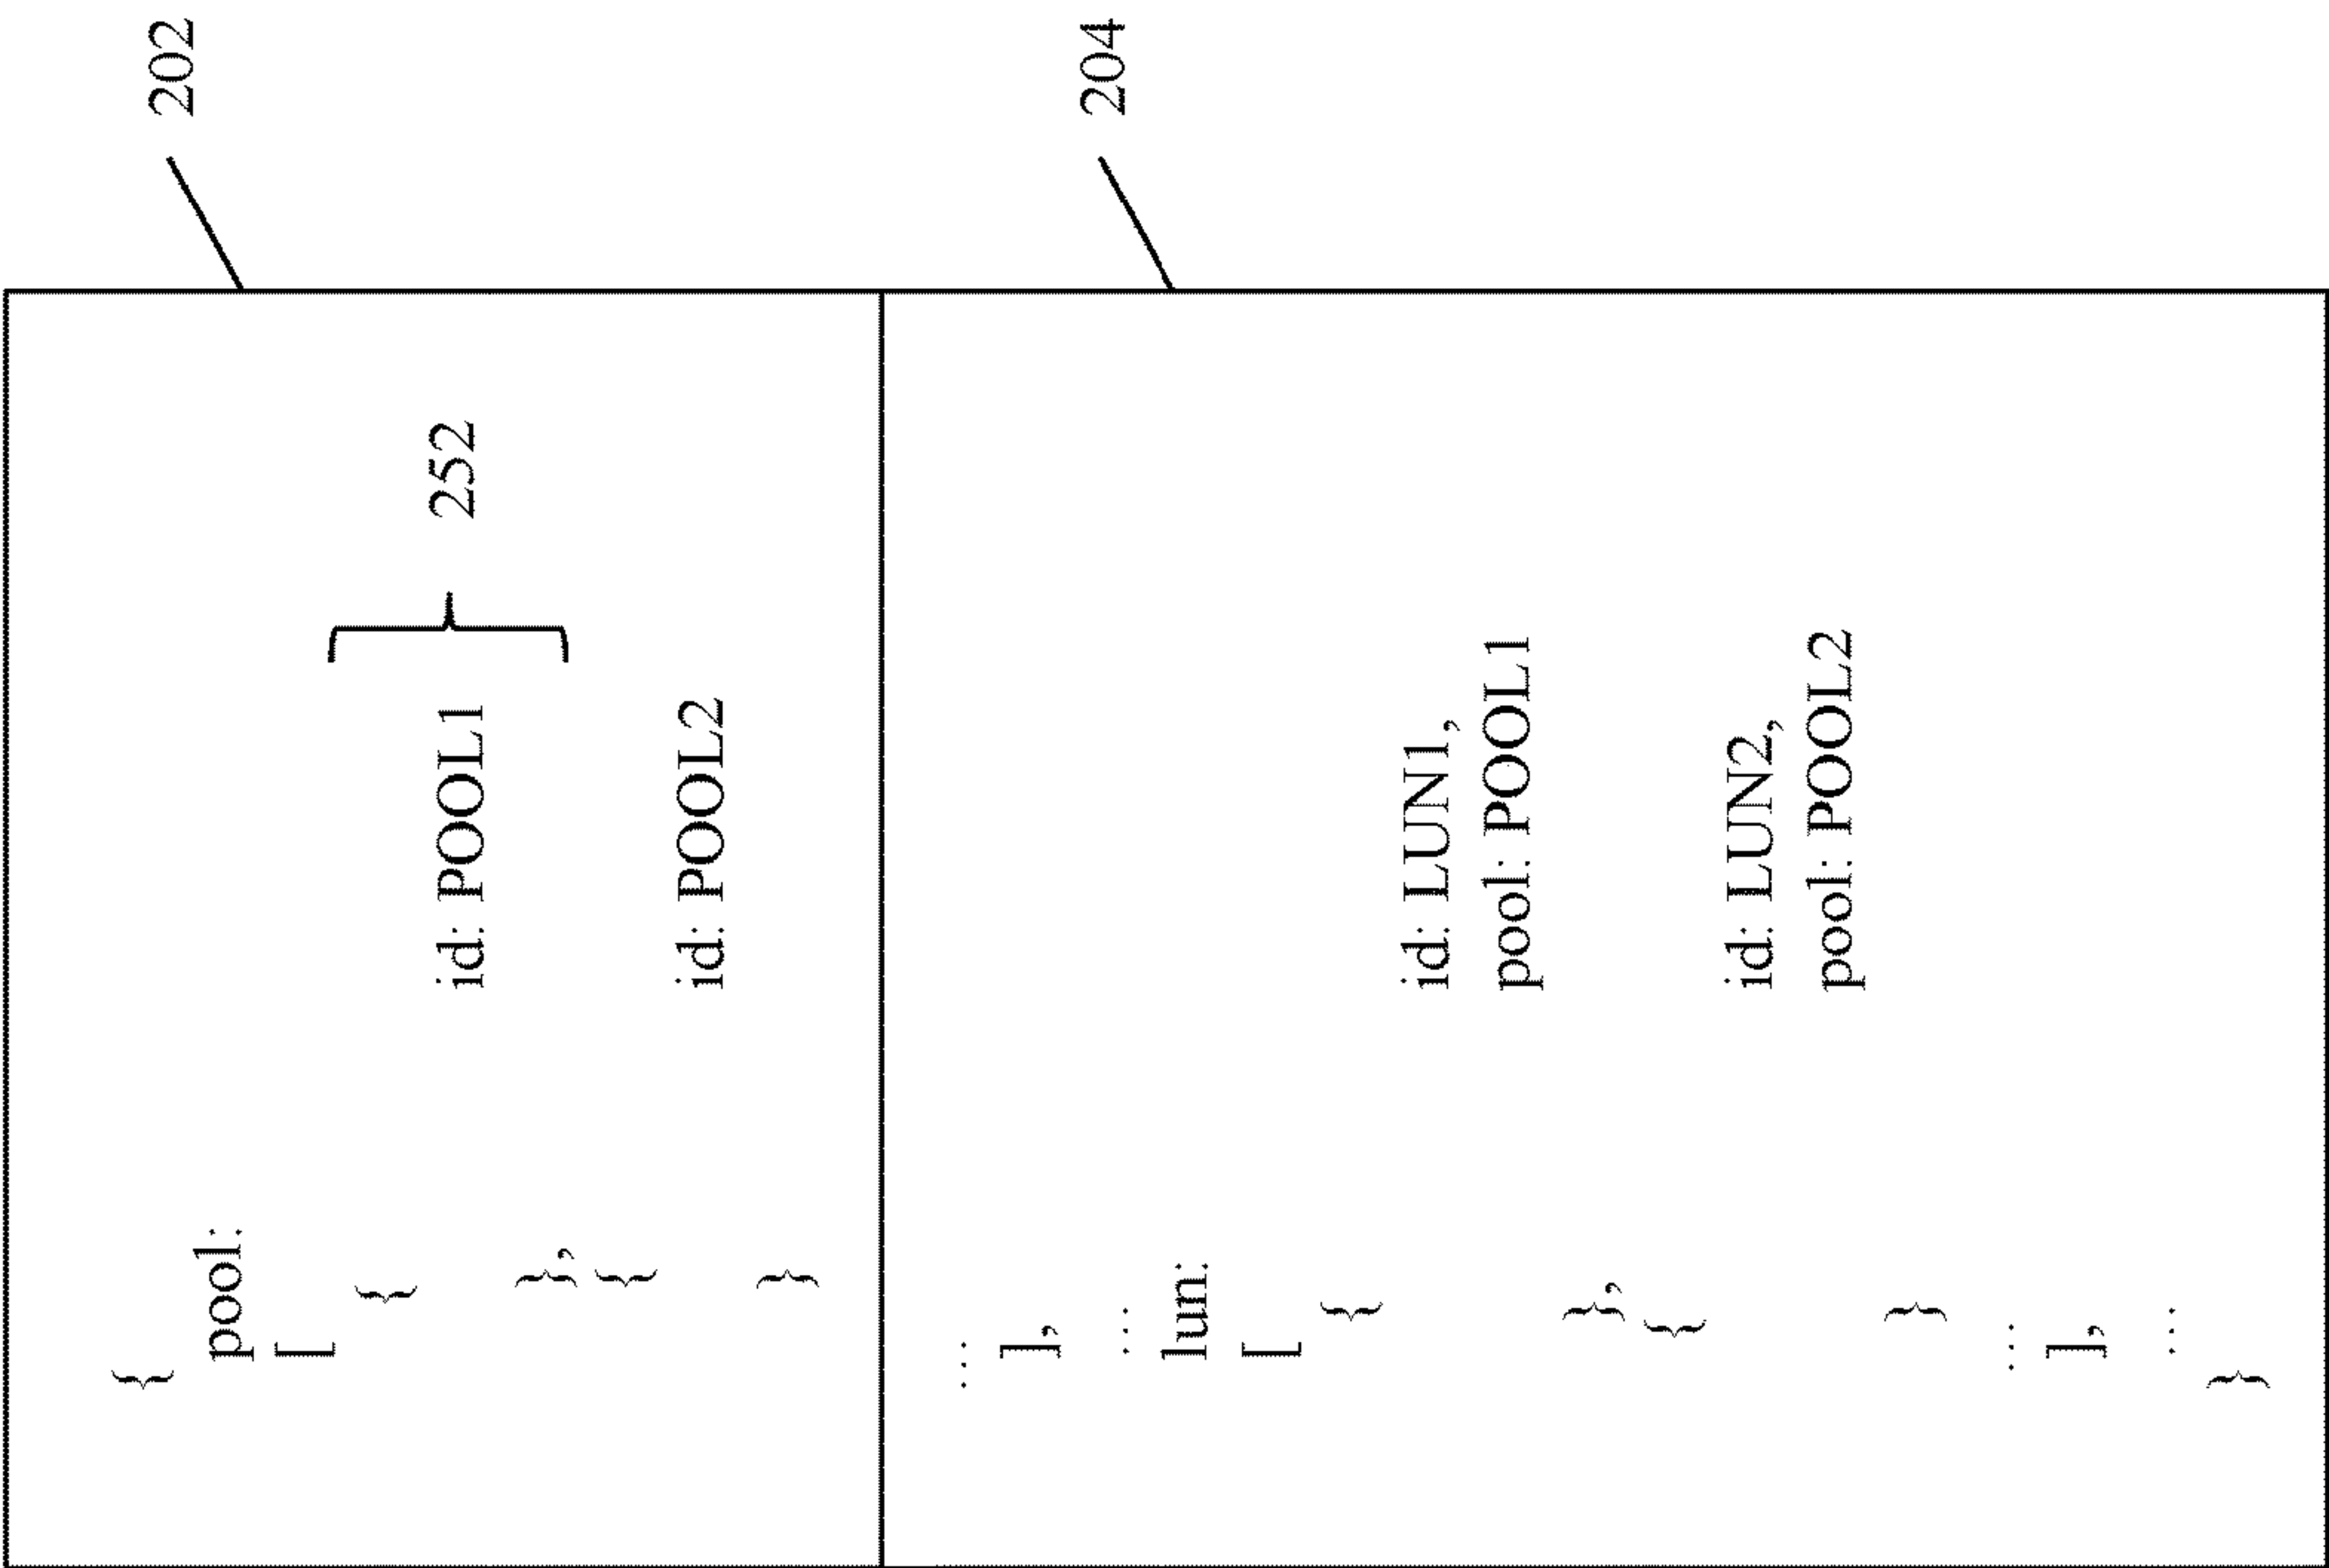 202
{
pool:
[
{
id: POOL1
252
},
{
id: POOL2
}
204
...
],
...
lun:
[
{
id: LUN1,
pool: POOL1
},
{
id: LUN2,
pool: POOL2
}
...
],
...
}